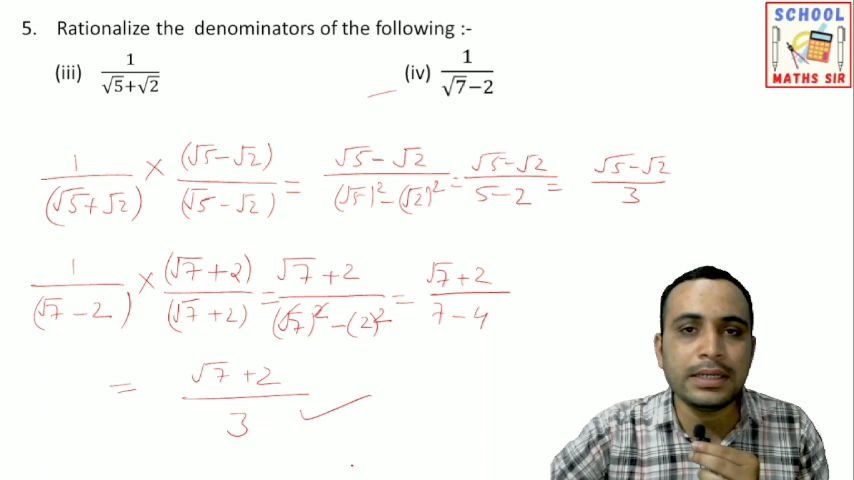 5. Rationalize the denominators of the following :-
(iii) 1/(√5+√2) (iv) 1/(√7−2)
SCHOOL
MATHS SIR
1/(√5+√2) × (√5−√2)/(√5−√2) = (√5−√2)/((√5)²−(√2)²) = (√5−√2)/(5−2) = (√5−√2)/3
1/(√7−2) × (√7+2)/(√7+2) = (√7+2)/((√7)²−(2)²) = (√7+2)/(7−4)
= (√7+2)/3